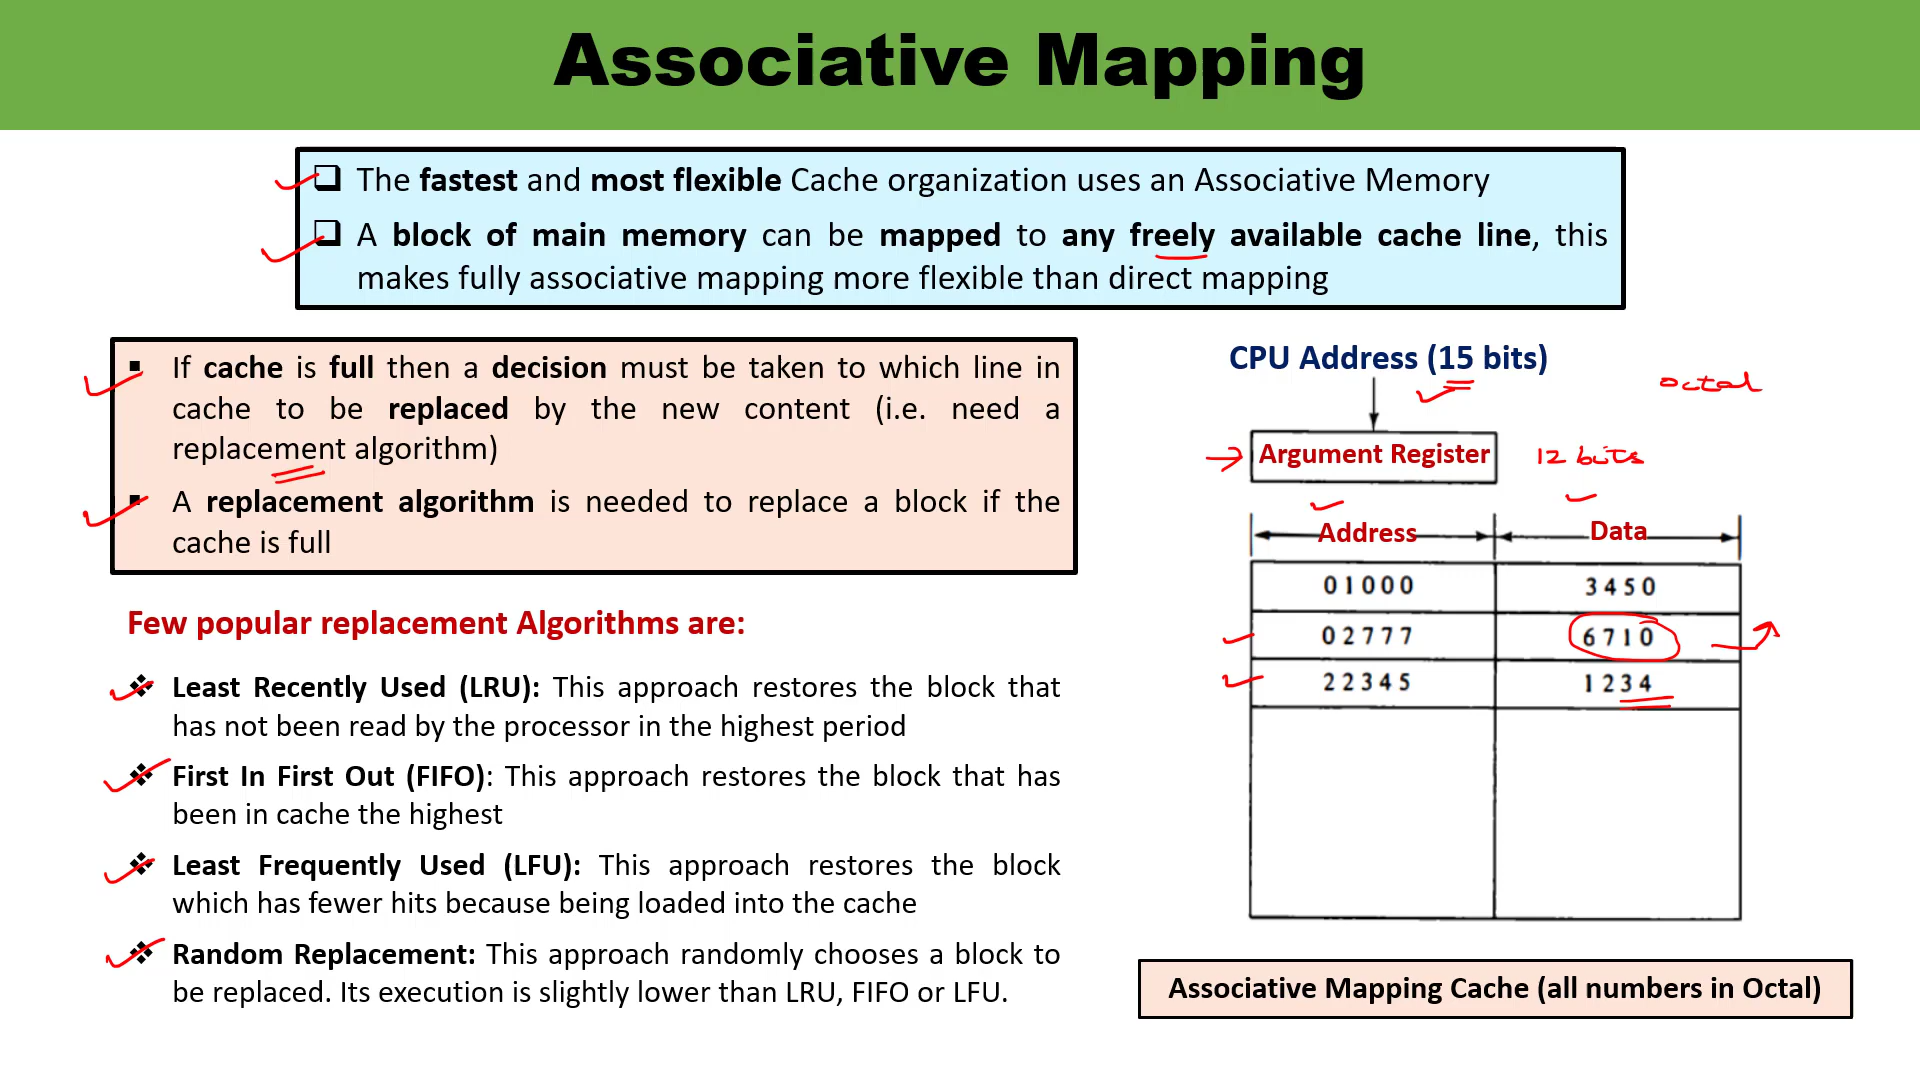 Associative Mapping
The fastest and most flexible Cache organization uses an Associative Memory
A block of main memory can be mapped to any freely available cache line, this
makes fully associative mapping more flexible than direct mapping
If cache is full then a decision must be taken to which line in
cache to be replaced by the new content (i.e. need a
replacement algorithm)
A replacement algorithm is needed to replace a block if the
cache is full
Few popular replacement Algorithms are:
Least Recently Used (LRU): This approach restores the block that
has not been read by the processor in the highest period
First In First Out (FIFO): This approach restores the block that has
been in cache the highest
Least Frequently Used (LFU): This approach restores the block
which has fewer hits because being loaded into the cache
Random Replacement: This approach randomly chooses a block to
be replaced. Its execution is slightly lower than LRU, FIFO or LFU.
CPU Address (15 bits)
octal
Argument Register
12 bits
Address Data
01000 3450
02777 6710
22345 1234
Associative Mapping Cache (all numbers in Octal)